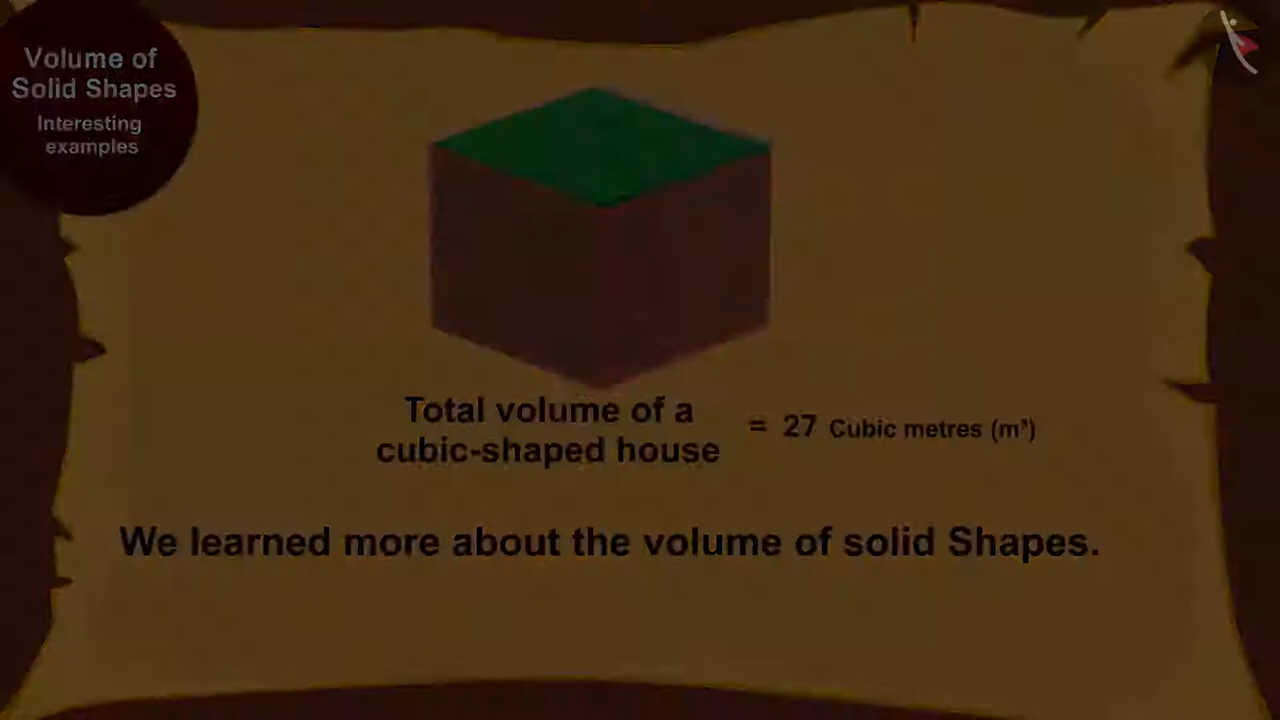 Volume of
Solid Shapes
Interesting
examples
Total volume of a
cubic-shaped house
= 27 Cubic metres (m³)
We learned more about the volume of solid Shapes.